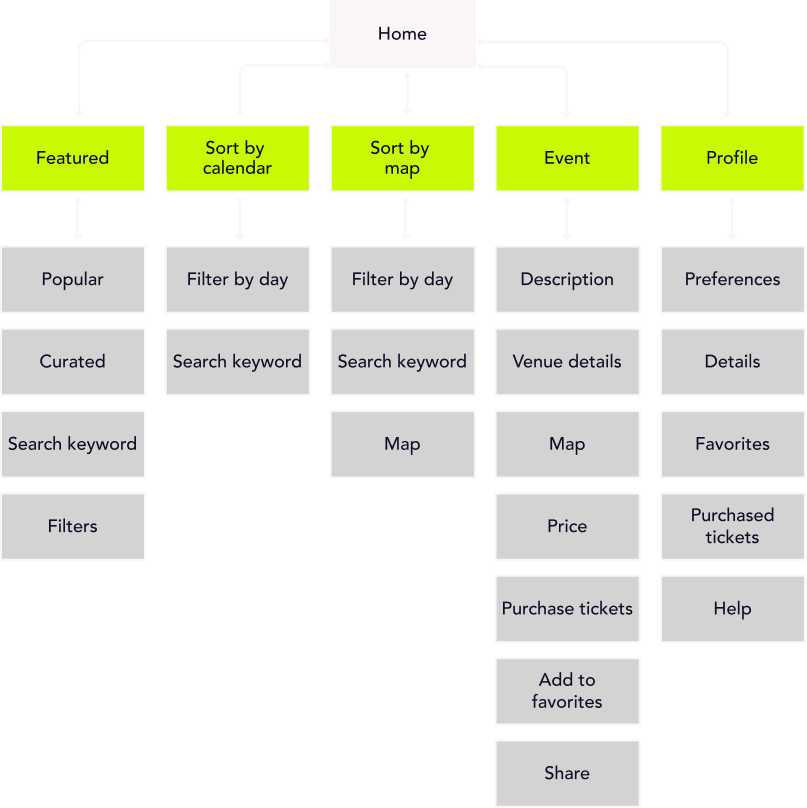 Home
Featured
Sort by
calendar
Sort by
map
Event
Profile
Popular
Filter by day
Filter by day
Description
Preferences
Curated
Search keyword
Search keyword
Venue details
Details
Search keyword
Map
Map
Favorites
Filters
Price
Purchased
tickets
Purchase tickets
Help
Add to
favorites
Share